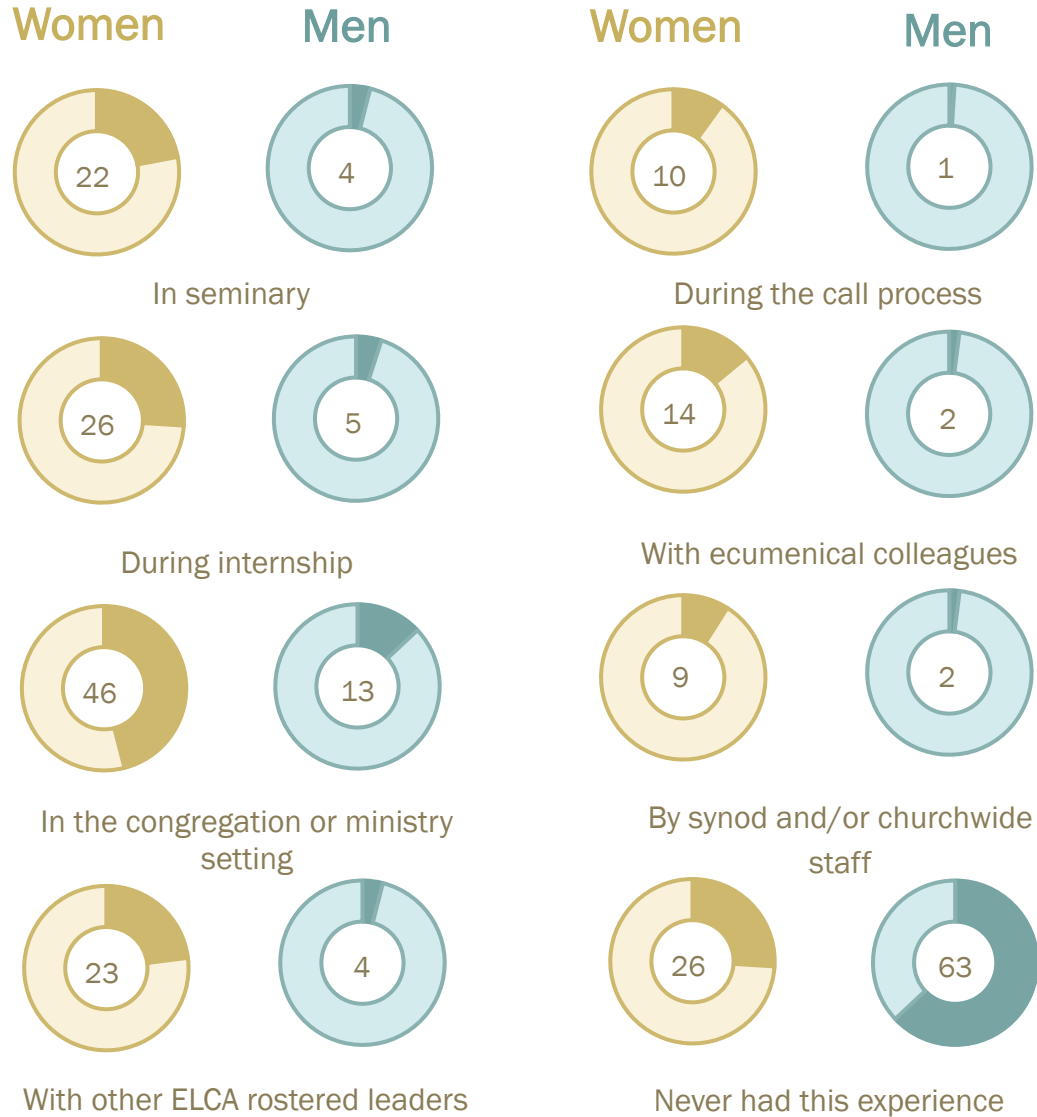 Women
Men
22
4
In seminary
26
5
During internship
46
13
In the congregation or ministry
setting
23
4
With other ELCA rostered leaders
Women
Men
10
1
During the call process
14
2
With ecumenical colleagues
9
2
By synod and/or churchwide
staff
26
63
Never had this experience